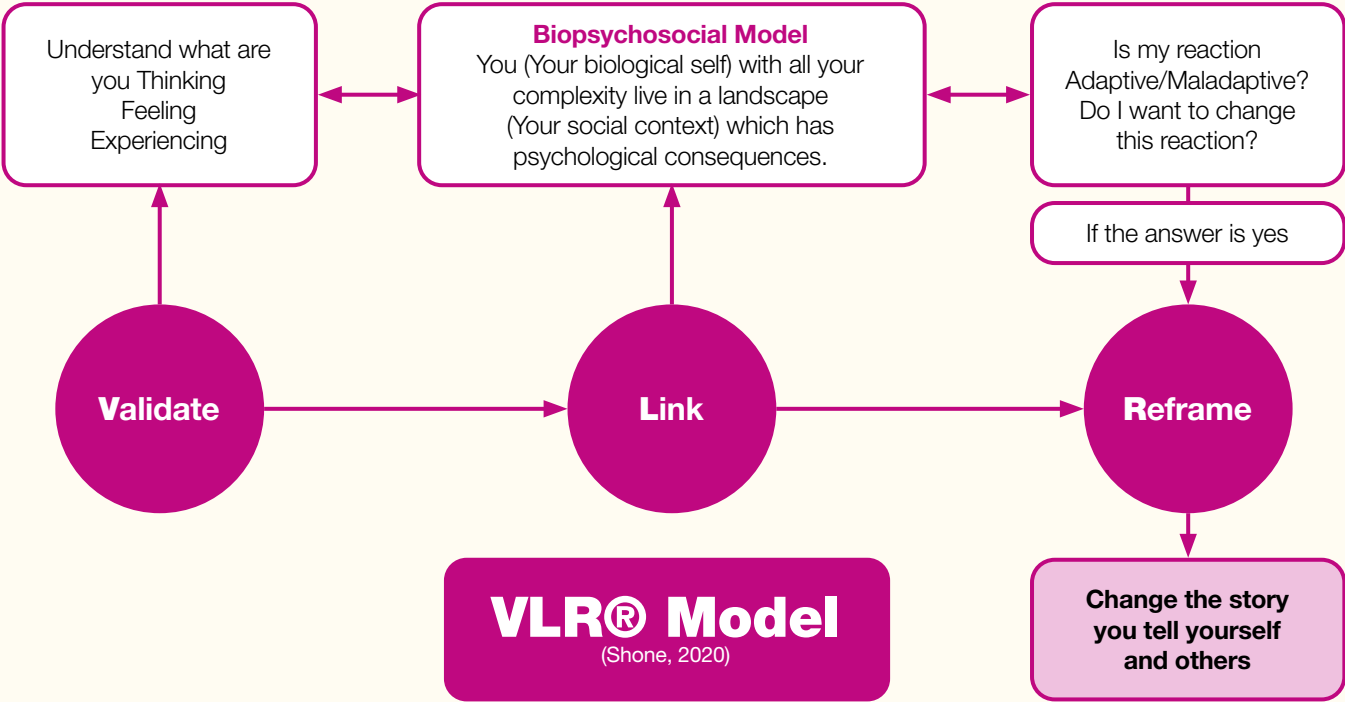 Understand what are
you Thinking
Feeling
Experiencing
Biopsychosocial Model
You (Your biological self) with all your
complexity live in a landscape
(Your social context) which has
psychological consequences.
Is my reaction
Adaptive/Maladaptive?
Do I want to change
this reaction?
If the answer is yes
Validate
Link
Reframe
VLR® Model
(Shone, 2020)
Change the story
you tell yourself
and others